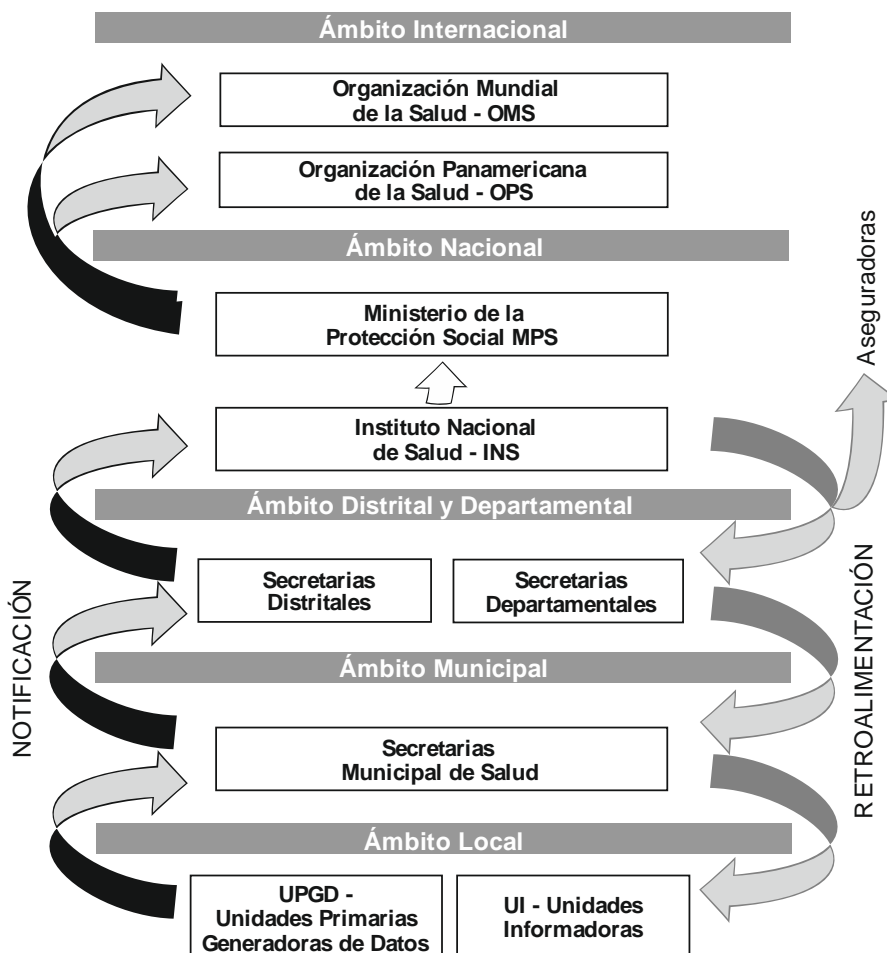 Ámbito Internacional
Organización Mundial
de la Salud - OMS
Organización Panamericana
de la Salud - OPS
Ámbito Nacional
Ministerio de la
Protección Social MPS
Aseguradoras
Instituto Nacional
de Salud - INS
Ámbito Distrital y Departamental
Secretarias
Distritales
Secretarias
Departamentales
NOTIFICACIÓN
RETROALIMENTACIÓN
Ámbito Municipal
Secretarias
Municipal de Salud
Ámbito Local
UPGD -
Unidades Primarias
Generadoras de Datos
UI - Unidades
Informadoras